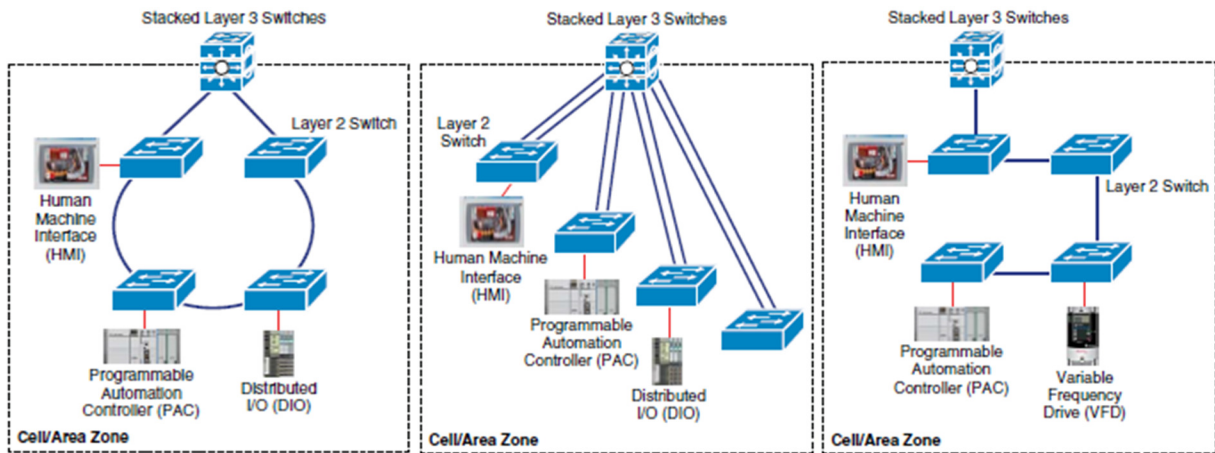 Stacked Layer 3 Switches
Layer 2 Switch
Human
Machine
Interface
(HMI)
Programmable
Automation
Controller (PAC)
Distributed
I/O (DIO)
Cell/Area Zone
Stacked Layer 3 Switches
Layer 2
Switch
Human Machine
Interface
(HMI)
Programmable
Automation
Controller (PAC)
Distributed
I/O (DIO)
Cell/Area Zone
Stacked Layer 3 Switches
Human
Machine
Interface
(HMI)
Layer 2 Switch
Programmable
Automation
Controller (PAC)
Variable
Frequency
Drive (VFD)
Cell/Area Zone